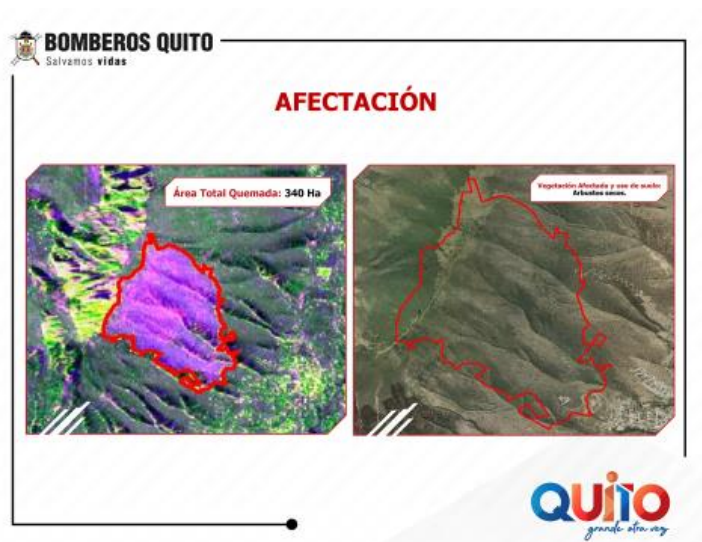 BOMBEROS QUITO
Salvamos vidas
AFECTACIÓN
Área Total Quemada: 340 Ha
Vegetación Afectada y uso de suelo:
Arbustos secos.
QUITO
grande otra vez